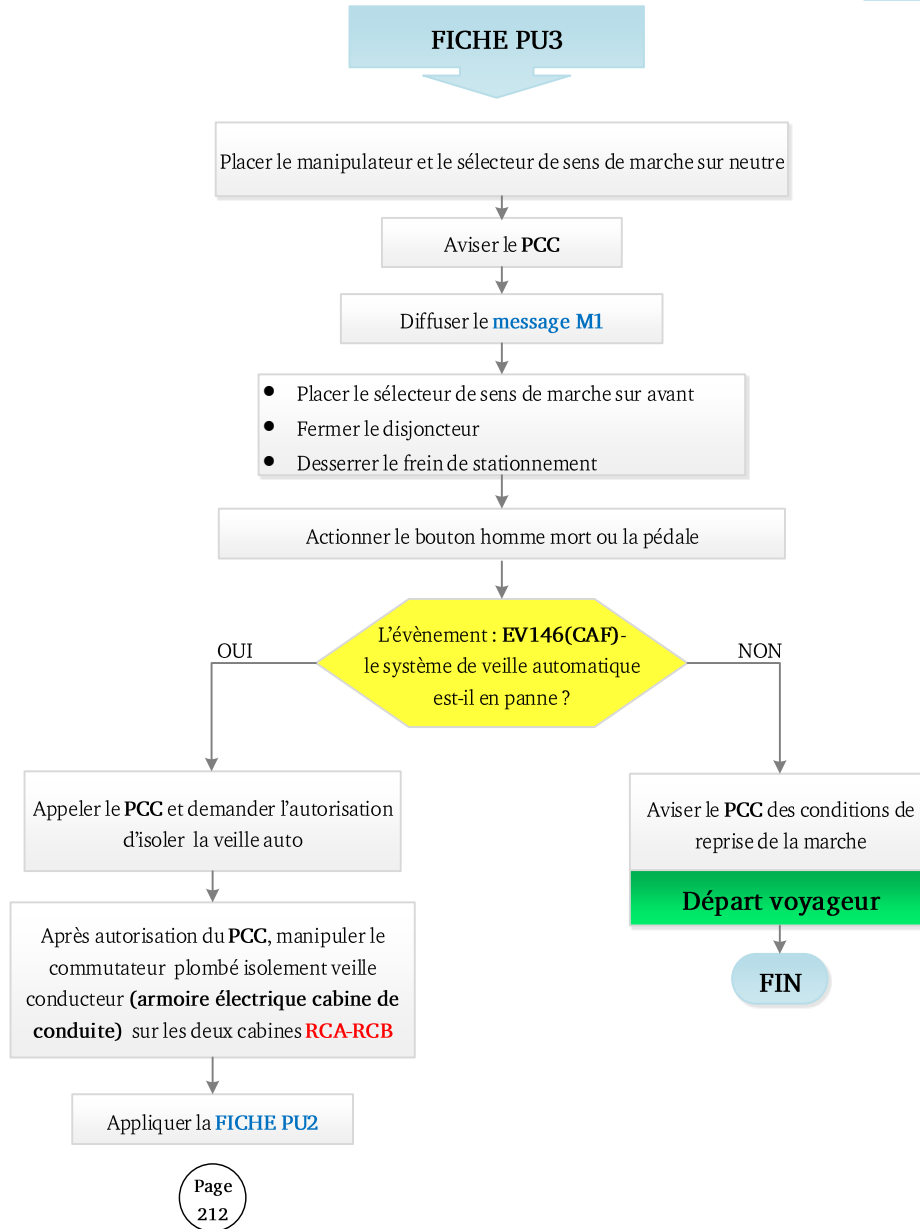 FICHE PU3
Placer le manipulateur et le sélecteur de sens de marche sur neutre
Aviser le PCC
Diffuser le message M1
• Placer le sélecteur de sens de marche sur avant
• Fermer le disjoncteur
• Desserrer le frein de stationnement
Actionner le bouton homme mort ou la pédale
L’évènement : EV146(CAF)-
le système de veille automatique
est-il en panne ?
OUI
NON
Appeler le PCC et demander l’autorisation
d’isoler la veille auto
Après autorisation du PCC, manipuler le
commutateur plombé isolement veille
conducteur (armoire électrique cabine de
conduite) sur les deux cabines RCA-RCB
Appliquer la FICHE PU2
Page
212
Aviser le PCC des conditions de
reprise de la marche
Départ voyageur
FIN